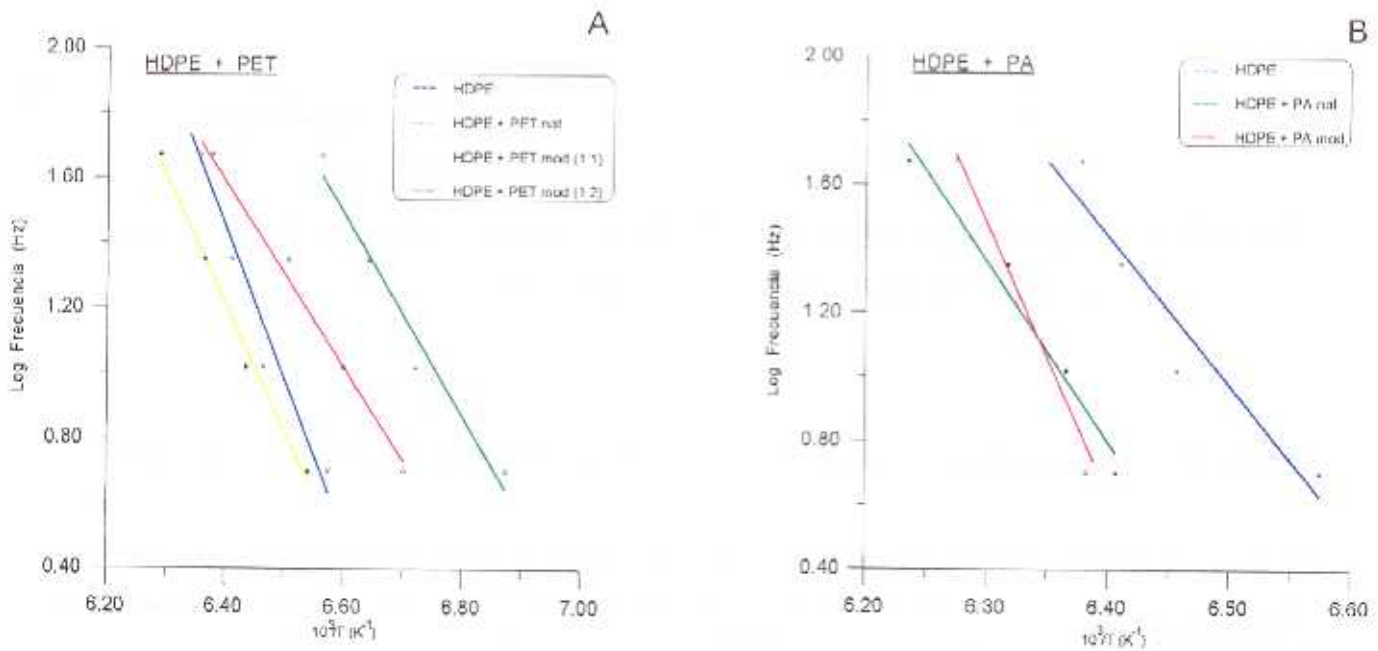 A
HDPE + PET
HDPE
HDPE + PET nat
HDPE + PET mod (1:1)
HDPE + PET mod (1:2)
Log Frecuencia (Hz)
2.00
1.60
1.20
0.80
0.40
6.20
6.40
6.60
6.80
7.00
10³/T (K⁻¹)
B
HDPE + PA
HDPE
HDPE + PA nat
HDPE + PA mod
Log Frecuencia (Hz)
2.00
1.60
1.20
0.80
0.40
6.20
6.30
6.40
6.50
6.60
10³/T (K⁻¹)